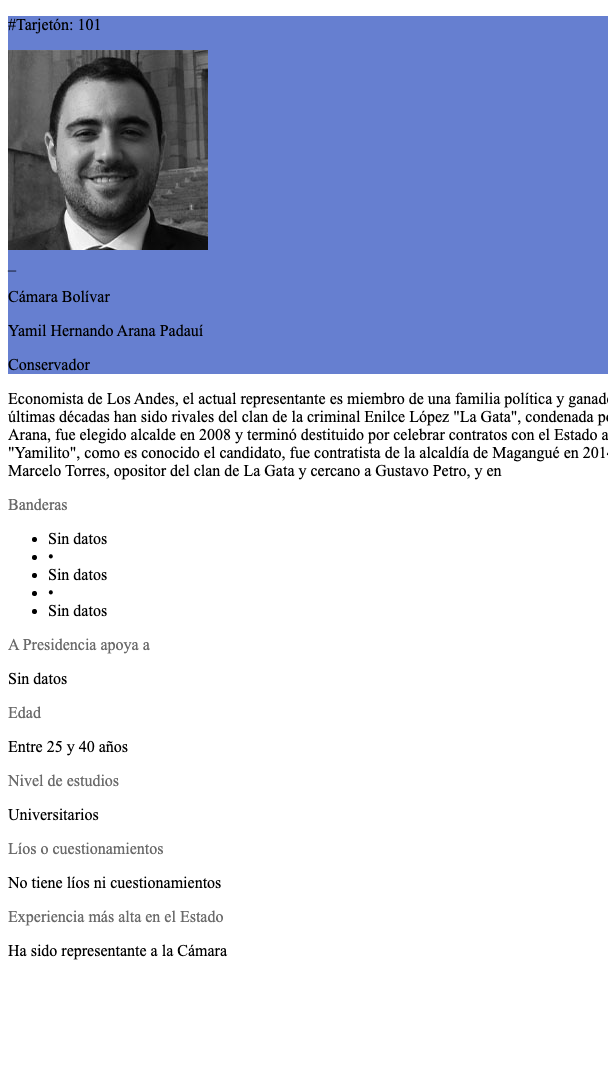 #Tarjetón: 101
_
Cámara Bolívar
Yamil Hernando Arana Padauí
Conservador
Economista de Los Andes, el actual representante es miembro de una familia política y
últimas décadas han sido rivales del clan de la criminal Enilce López "La Gata", condenada
Arana, fue elegido alcalde en 2008 y terminó destituido por celebrar contratos con el Estado
"Yamilito", como es conocido el candidato, fue contratista de la alcaldía de Magangué en
Marcelo Torres, opositor del clan de La Gata y cercano a Gustavo Petro, y en
Banderas
• Sin datos
• •
• Sin datos
• •
• Sin datos
A Presidencia apoya a
Sin datos
Edad
Entre 25 y 40 años
Nivel de estudios
Universitarios
Líos o cuestionamientos
No tiene líos ni cuestionamientos
Experiencia más alta en el Estado
Ha sido representante a la Cámara